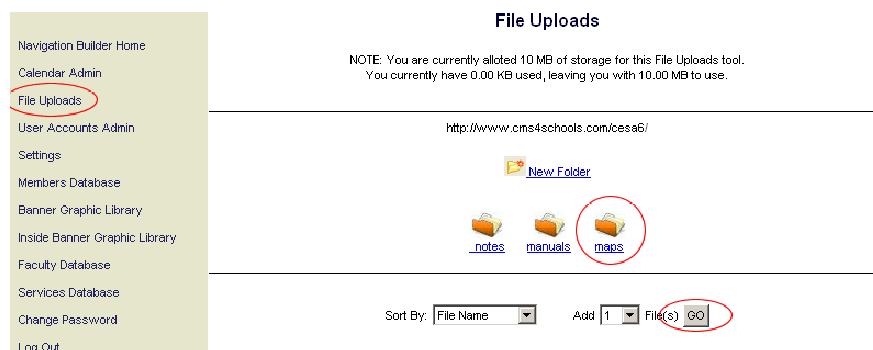 File Uploads
NOTE: You are currently alloted 10 MB of storage for this File Uploads tool.
You currently have 0.00 KB used, leaving you with 10.00 MB to use.
Navigation Builder Home
Calendar Admin
File Uploads
User Accounts Admin
Settings
Members Database
Banner Graphic Library
Inside Banner Graphic Library
Faculty Database
Services Database
Change Password
Log Out
http://www.cms4schools.com/cesa6/
New Folder
_notes manuals maps
Sort By: File Name Add 1 File(s) GO